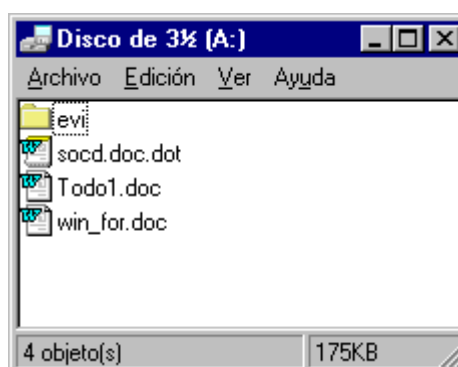 Disco de 3½ (A:)
Archivo Edición Ver Ayuda
evi
socd.doc.dot
Todo1.doc
win_for.doc
4 objeto(s) 175KB